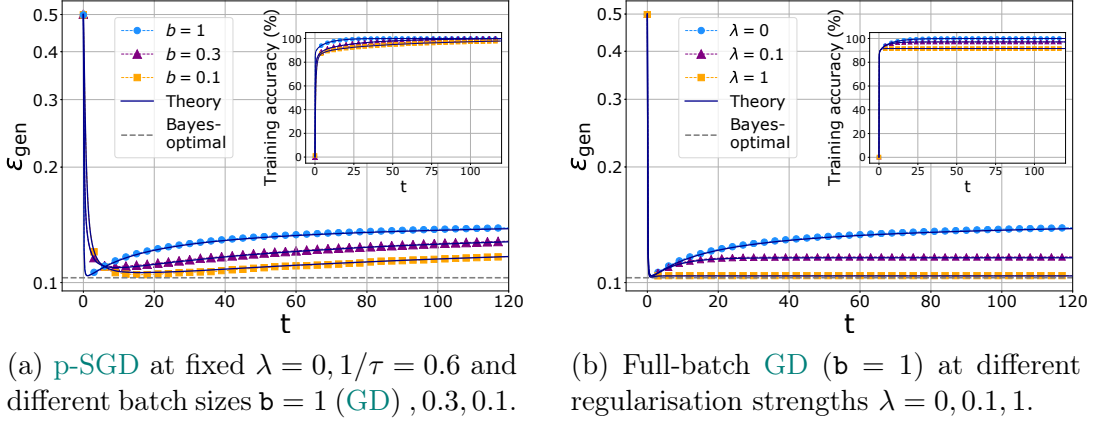 0.5
0.4
0.3
0.2
0.1
ε_gen
b = 1
b = 0.3
b = 0.1
Theory
Bayes-
optimal
Training accuracy (%)
100
80
60
40
20
0
0 25 50 75 100
t
0 20 40 60 80 100 120
t
0.5
0.4
0.3
0.2
0.1
ε_gen
λ = 0
λ = 0.1
λ = 1
Theory
Bayes-
optimal
Training accuracy (%)
100
80
60
40
20
0
0 25 50 75 100
t
0 20 40 60 80 100 120
t
(a) p-SGD at fixed λ = 0, 1/τ = 0.6 and
different batch sizes b = 1 (GD) , 0.3, 0.1.
(b) Full-batch GD (b = 1) at different
regularisation strengths λ = 0, 0.1, 1.